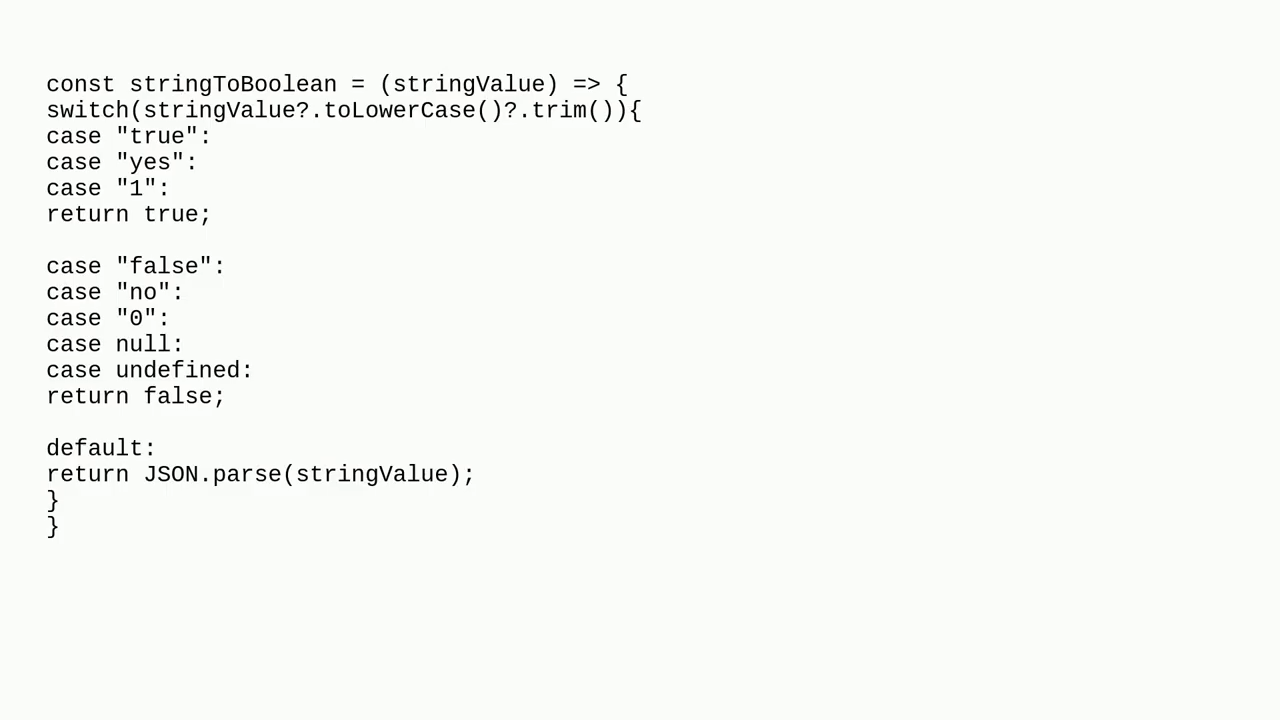 const stringToBoolean = (stringValue) => {
switch(stringValue?.toLowerCase()?.trim()){
case "true":
case "yes":
case "1":
return true;

case "false":
case "no":
case "0":
case null:
case undefined:
return false;

default:
return JSON.parse(stringValue);
}
}